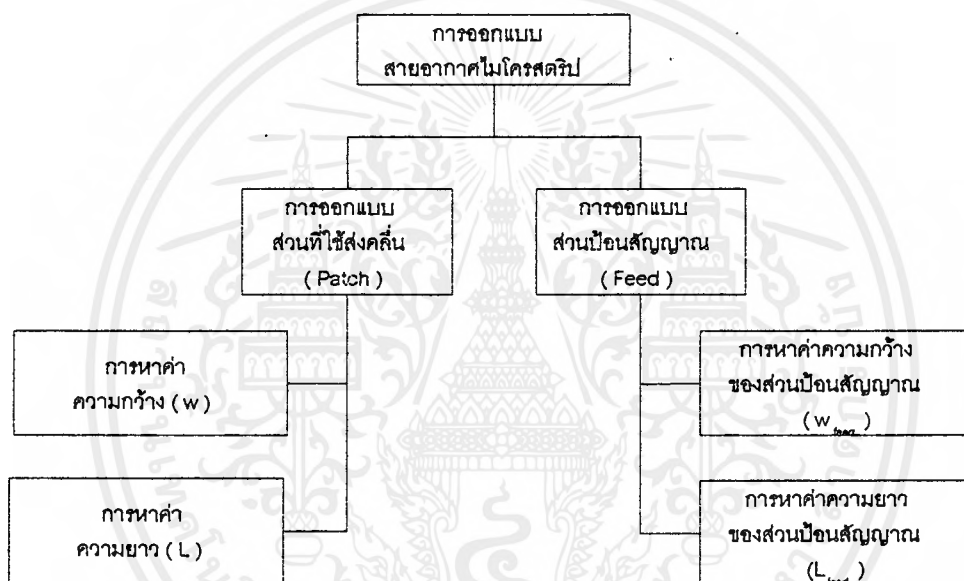 การออกแบบ
สายอากาศไมโครสตริป
การออกแบบ
ส่วนที่ใช้ส่งคลื่น
( Patch )
การออกแบบ
ส่วนป้อนสัญญาณ
( Feed )
การหาค่า
ความกว้าง ( w )
การหาค่าความกว้าง
ของส่วนป้อนสัญญาณ
( w feed )
การหาค่า
ความยาว ( L )
การหาค่าความยาว
ของส่วนป้อนสัญญาณ
( L feed )